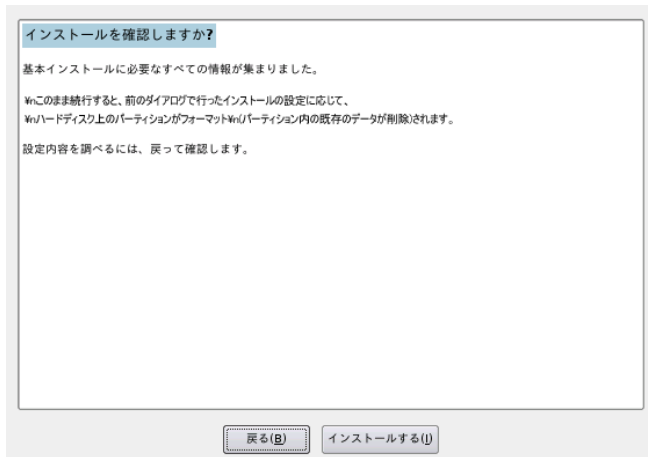 インストールを確認しますか?
基本インストールに必要なすべての情報が集まりました。
¥nこのまま続行すると、前のダイアログで行ったインストールの設定に応じて、
¥nハードディスク上のパーティションがフォーマット¥n(パーティション内の既存のデータが削除)されます。
設定内容を調べるには、戻って確認します。
戻る(B)
インストールする(I)